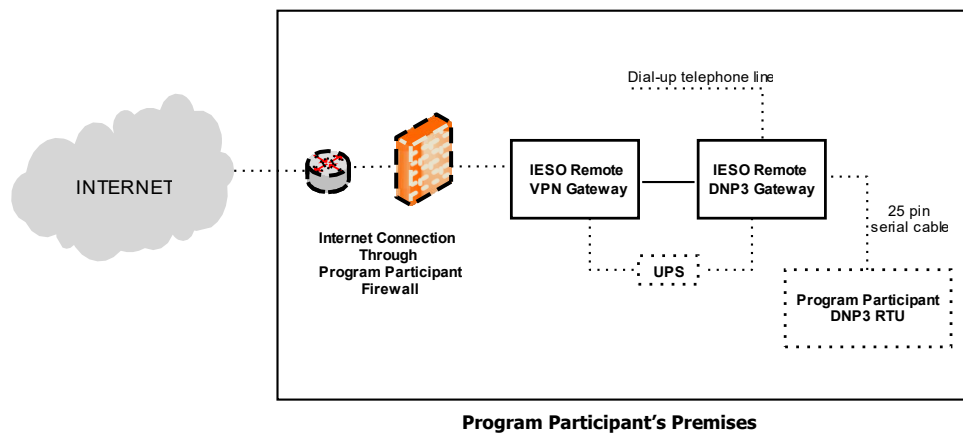 Dial-up telephone line
INTERNET
IESO Remote
VPN Gateway
IESO Remote
DNP3 Gateway
25 pin
serial cable
Internet Connection
Through
Program Participant
Firewall
UPS
Program Participant
DNP3 RTU
Program Participant’s Premises